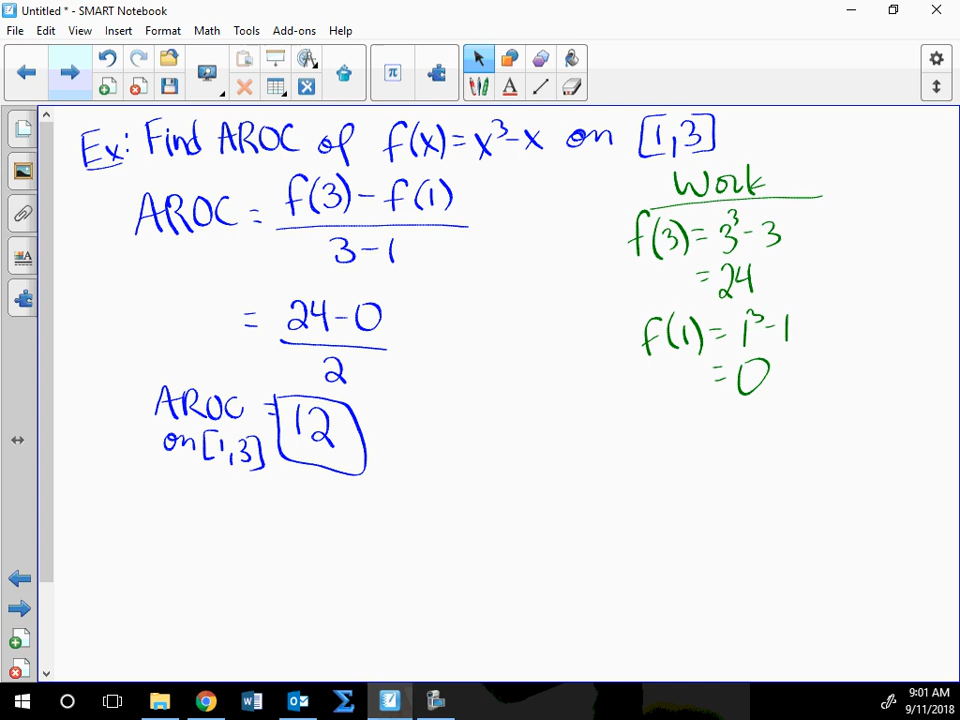 Untitled * - SMART Notebook
File Edit View Insert Format Math Tools Add-ons Help
Ex: Find AROC of f(x)=x³-x on [1,3]
AROC = f(3) - f(1)
3-1
= 24-0
2
AROC = 12
on [1,3]
Work
f(3) = 3³-3
= 24
f(1) = 1³-1
= 0
9:01 AM
9/11/2018